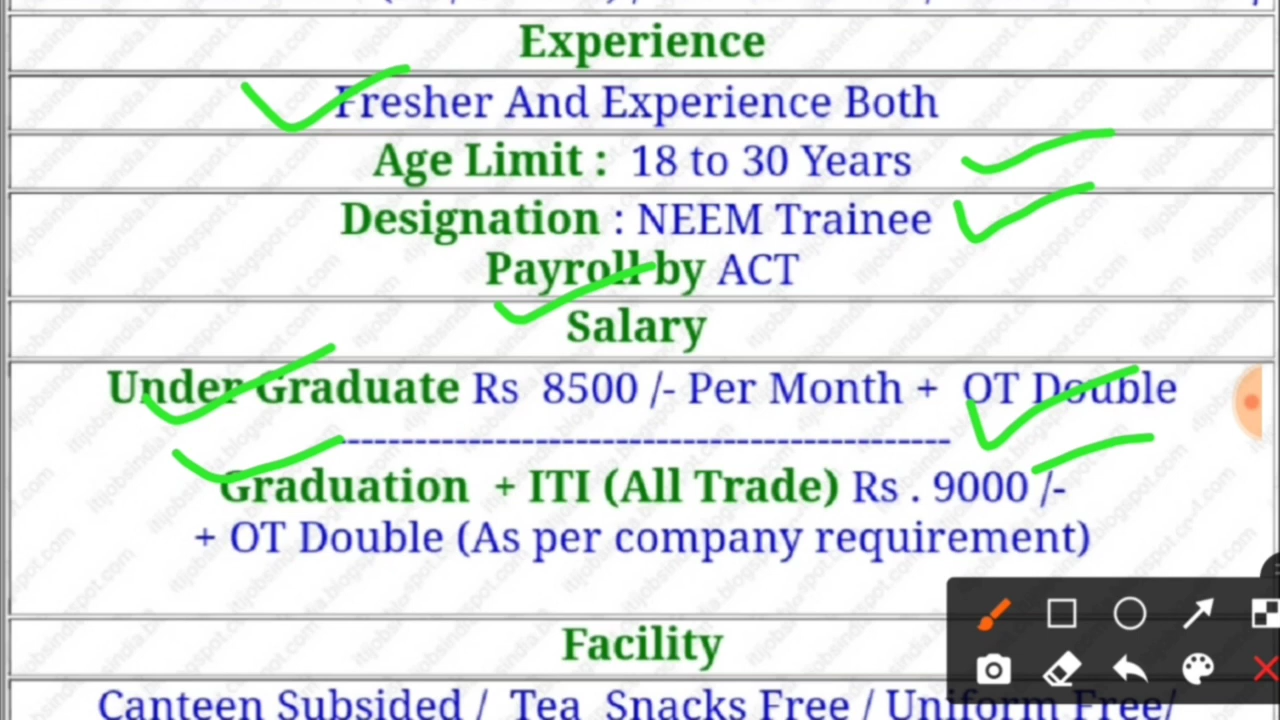 Experience
Fresher And Experience Both
Age Limit : 18 to 30 Years
Designation : NEEM Trainee
Payroll by ACT
Salary
Under Graduate Rs 8500 /- Per Month + OT Double
--------------------------------------------
Graduation + ITI (All Trade) Rs . 9000 /-
+ OT Double (As per company requirement)
Facility
Canteen Subsided / Tea Snacks Free / Uniform Free/